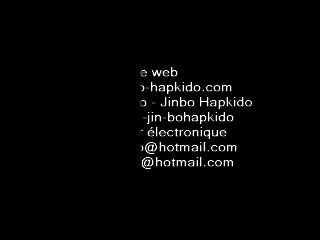 e web
o-hapkido.com
o - Jinbo Hapkido
-jin-bohapkido
r électronique
o@hotmail.com
@hotmail.com